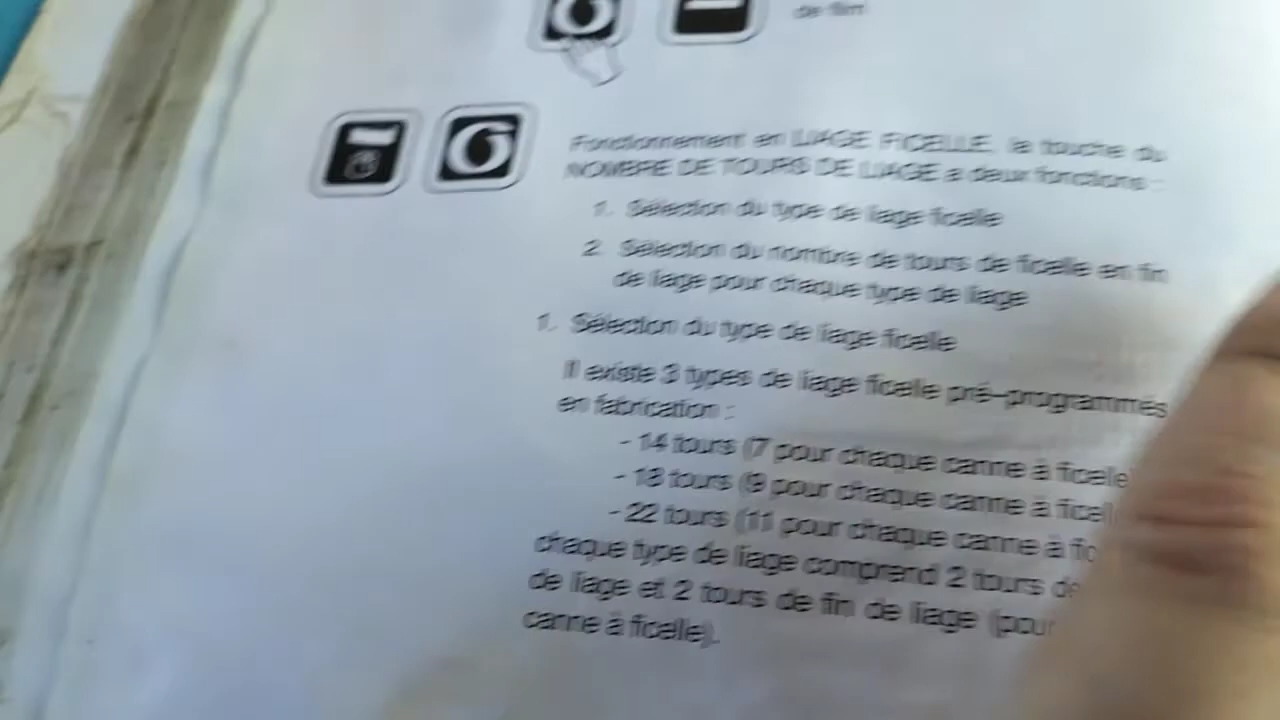 de film
Fonctionnement en LIAGE FICELLE, la touche du
NOMBRE DE TOURS DE LIAGE a deux fonctions :
1. Sélection du type de liage ficelle
2. Sélection du nombre de tours de ficelle en fin
de liage pour chaque type de liage
1. Sélection du type de liage ficelle
Il existe 3 types de liage ficelle pré-programmés
en fabrication :
- 14 tours (7 pour chaque canne à ficelle)
- 18 tours (9 pour chaque canne à
- 22 tours (11 pour chaque canne à
chaque type de liage comprend 2 tours
de liage et 2 tours de fin de liage (pour
canne à ficelle).